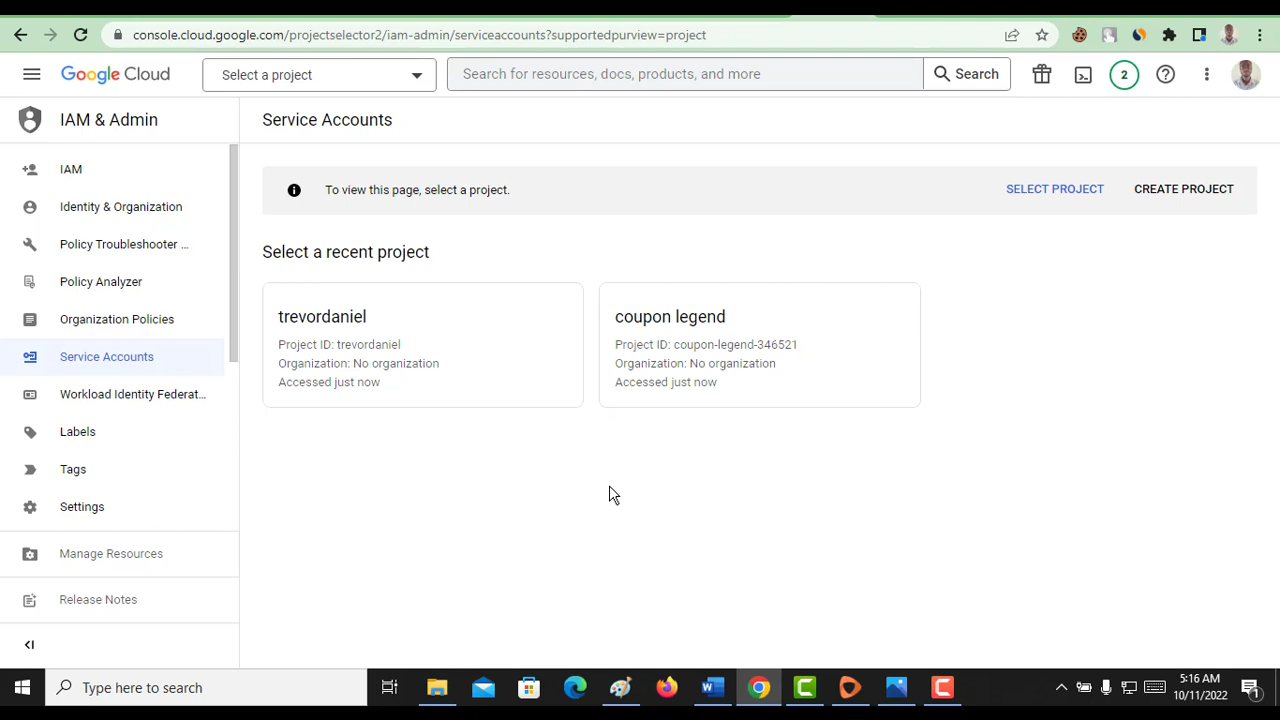 console.cloud.google.com/projectselector2/iam-admin/serviceaccounts?supportedpurview=project
Google Cloud
Select a project
Search for resources, docs, products, and more
Search
2
IAM & Admin
Service Accounts
IAM
Identity & Organization
Policy Troubleshooter ...
Policy Analyzer
Organization Policies
Service Accounts
Workload Identity Federat...
Labels
Tags
Settings
Manage Resources
Release Notes
To view this page, select a project.
SELECT PROJECT
CREATE PROJECT
Select a recent project
trevordaniel
Project ID: trevordaniel
Organization: No organization
Accessed just now
coupon legend
Project ID: coupon-legend-346521
Organization: No organization
Accessed just now
Type here to search
5:16 AM
10/11/2022
1